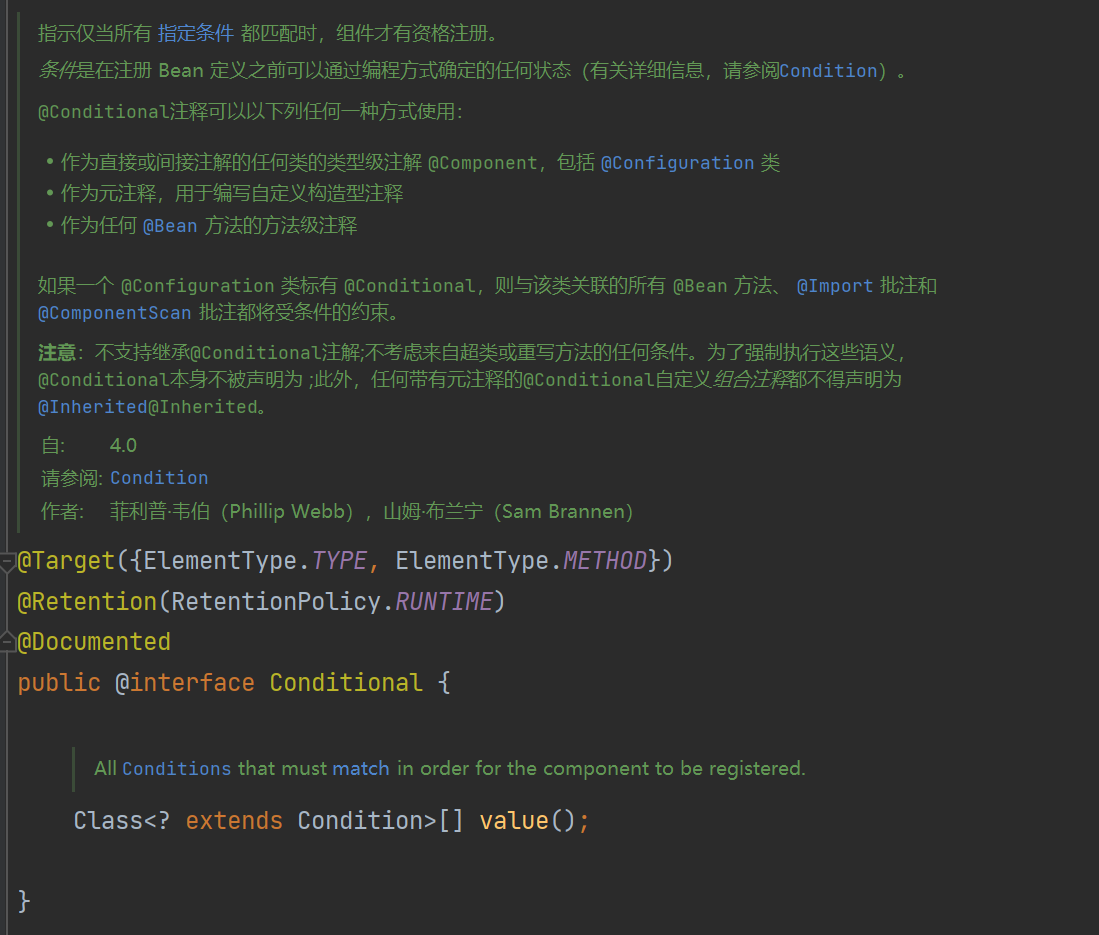 指示仅当所有 指定条件 都匹配时，组件才有资格注册。
条件是在注册 Bean 定义之前可以通过编程方式确定的任何状态（有关详细信息，请参阅Condition）。
@Conditional注释可以以下列任何一种方式使用：
• 作为直接或间接注解的任何类的类型级注解 @Component，包括 @Configuration 类
• 作为元注释，用于编写自定义构造型注释
• 作为任何 @Bean 方法的方法级注释
如果一个 @Configuration 类标有 @Conditional，则与该类关联的所有 @Bean 方法、 @Import 批注和
@ComponentScan 批注都将受条件的约束。
注意：不支持继承@Conditional注解;不考虑来自超类或重写方法的任何条件。为了强制执行这些语义，
@Conditional本身不被声明为 ;此外，任何带有元注释的@Conditional自定义组合注释都不得声明为
@Inherited@Inherited。
自: 4.0
请参阅: Condition
作者: 菲利普·韦伯（Phillip Webb），山姆·布兰宁（Sam Brannen）
@Target({ElementType.TYPE, ElementType.METHOD})
@Retention(RetentionPolicy.RUNTIME)
@Documented
public @interface Conditional {
All Conditions that must match in order for the component to be registered.
Class<? extends Condition>[] value();
}